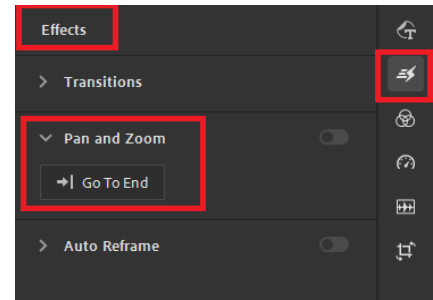 Effects
Transitions
Pan and Zoom
Go To End
Auto Reframe